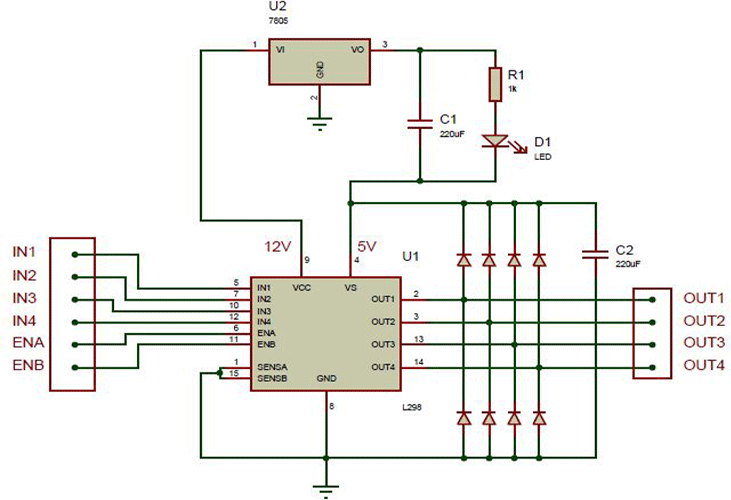 U2
7805
1 VI VO 3
GND
2
R1
1k
C1
220uF
D1
LED
12V 5V
9 4
U1
C2
220uF
IN1
IN2
IN3
IN4
ENA
ENB
VCC VS
5 IN1 OUT1 2
7 IN2
10 IN3 OUT2 3
12 IN4
6 ENA OUT3 13
11 ENB
1 SENSA OUT4 14
15 SENSB
GND
8
L298
OUT1
OUT2
OUT3
OUT4